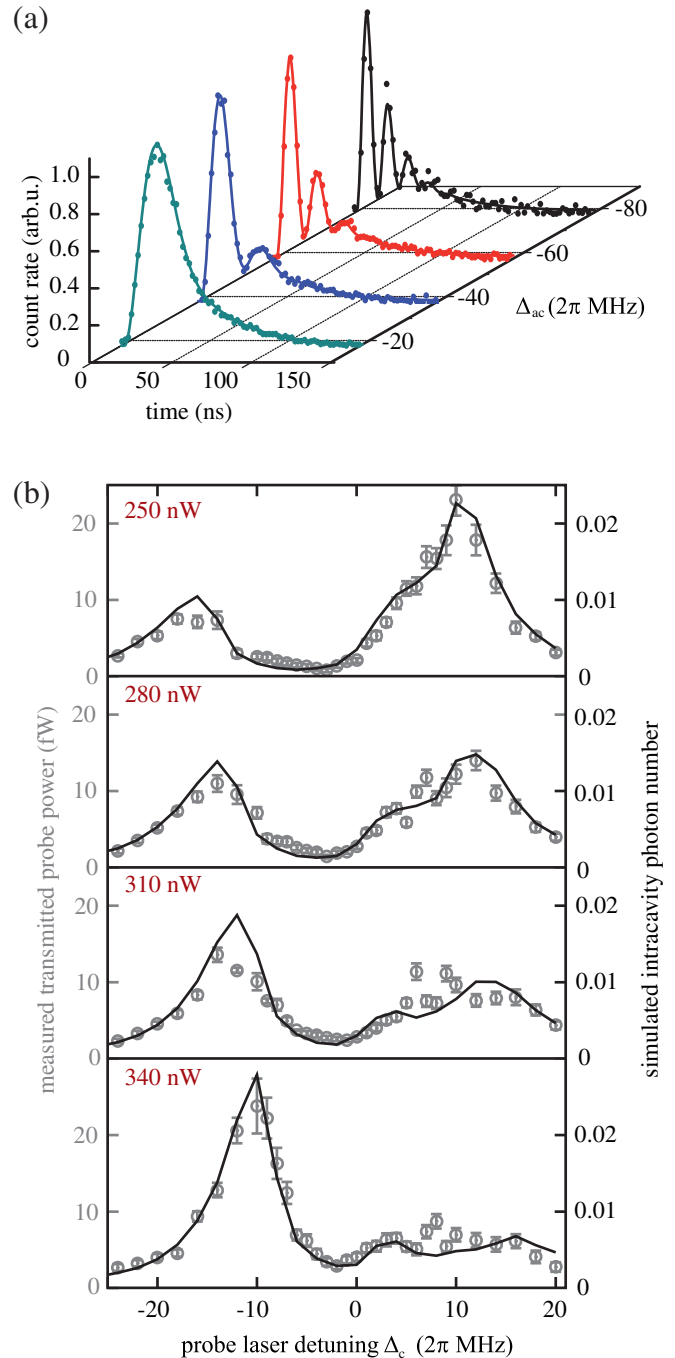 (a)
count rate (arb.u.)
1.0
0.8
0.6
0.4
0.2
0
0
50
100
150
time (ns)
-80
-60
-40
-20
Δac (2π MHz)
(b)
measured transmitted probe power (fW)
simulated intracavity photon number
250 nW
20
10
0
0.02
0.01
0
280 nW
20
10
0
0.02
0.01
0
310 nW
20
10
0
0.02
0.01
0
340 nW
20
10
0
0.02
0.01
0
-20 -10 0 10 20
probe laser detuning Δc (2π MHz)